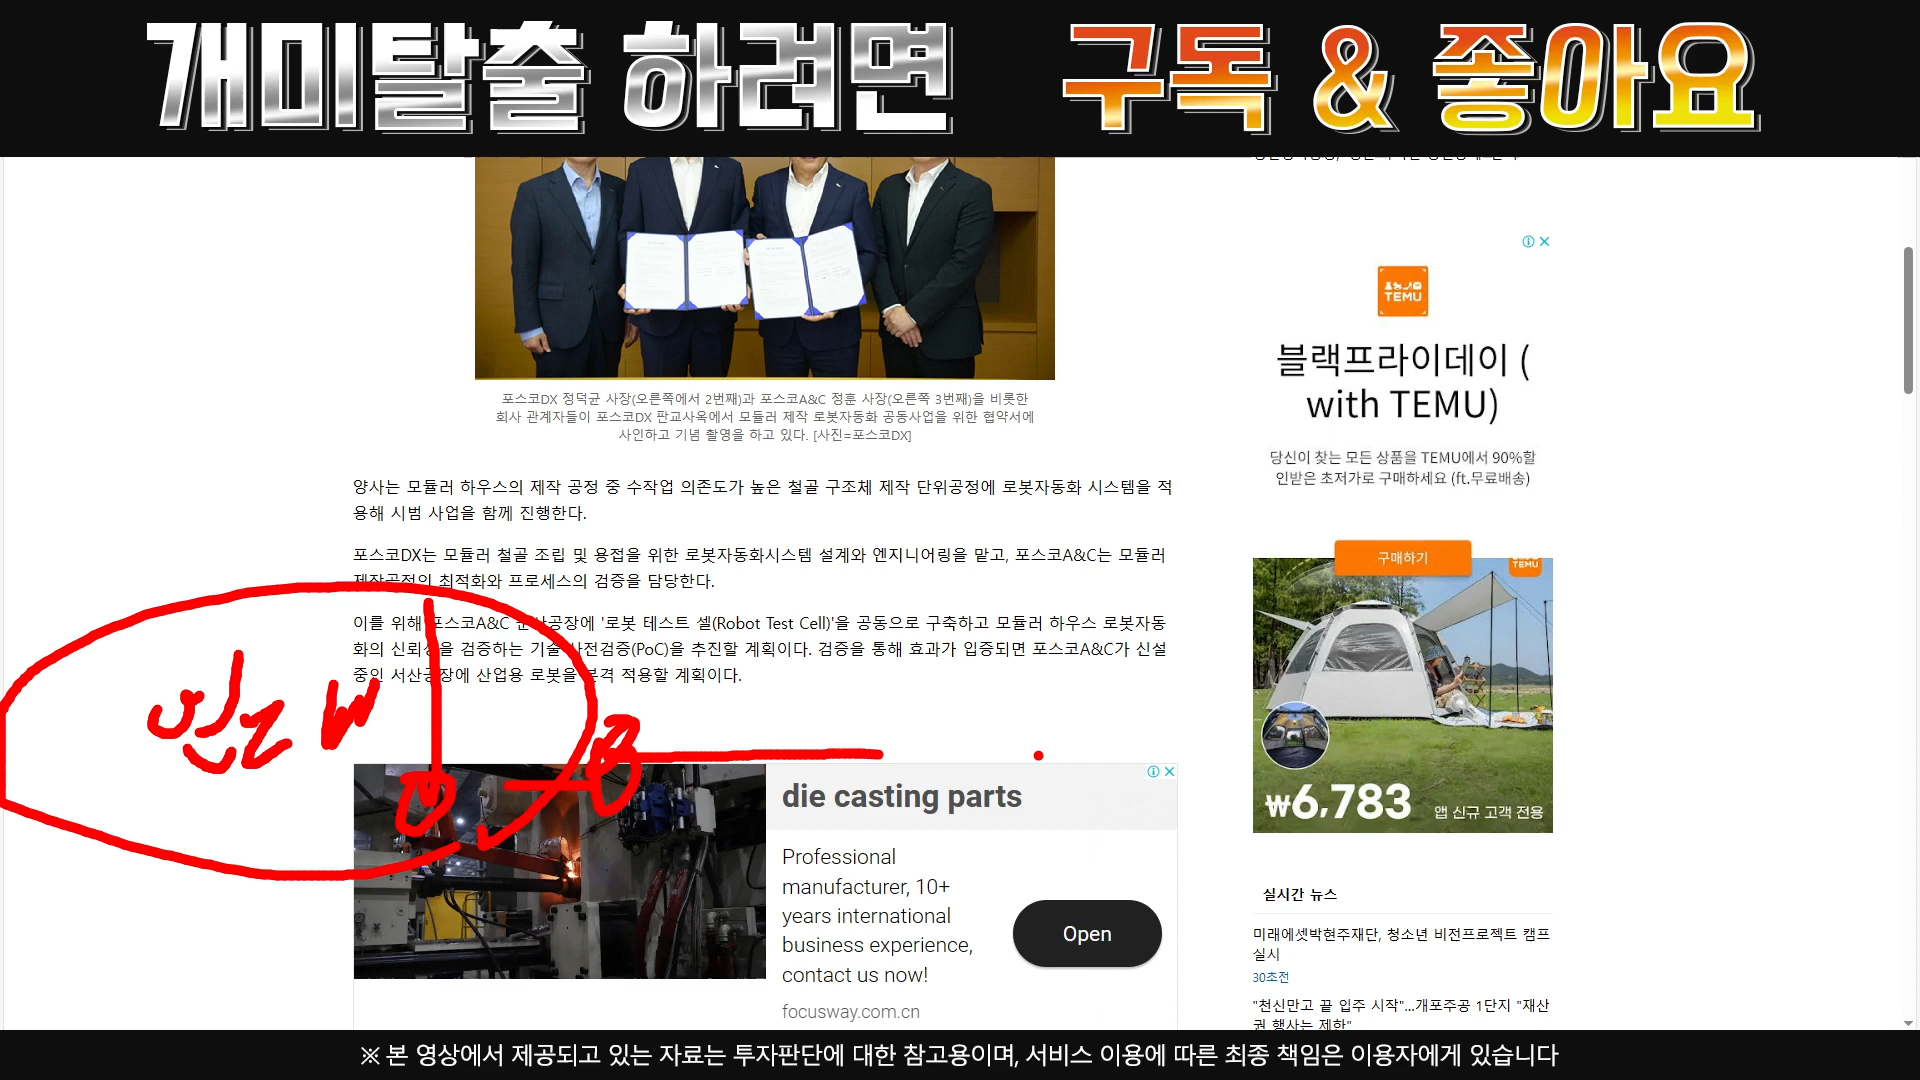 개미탈출 하려면 구독 & 좋아요
포스코DX 정덕균 사장(오른쪽에서 2번째)과 포스코A&C 정훈 사장(오른쪽 3번째)을 비롯한
회사 관계자들이 포스코DX 판교사옥에서 모듈러 제작 로봇자동화 공동사업을 위한 협약서에
사인하고 기념 촬영을 하고 있다. [사진=포스코DX]
양사는 모듈러 하우스의 제작 공정 중 수작업 의존도가 높은 철골 구조체 제작 단위공정에 로봇자동화 시스템을 적
용해 시범 사업을 함께 진행한다.
포스코DX는 모듈러 철골 조립 및 용접을 위한 로봇자동화시스템 설계와 엔지니어링을 맡고, 포스코A&C는 모듈러
제작공정의 최적화와 프로세스의 검증을 담당한다.
이를 위해 포스코A&C 군산공장에 '로봇 테스트 셀(Robot Test Cell)'을 공동으로 구축하고 모듈러 하우스 로봇자동
화의 신뢰성을 검증하는 기술 사전검증(PoC)을 추진할 계획이다. 검증을 통해 효과가 입증되면 포스코A&C가 신설
중인 서산공장에 산업용 로봇을 본격 적용할 계획이다.
die casting parts
Professional
manufacturer, 10+
years international
business experience,
contact us now!
focusway.com.cn
Open
TEMU
블랙프라이데이 (
with TEMU)
당신이 찾는 모든 상품을 TEMU에서 90%할
인받은 초저가로 구매하세요 (ft.무료배송)
구매하기
TEMU
₩6,783
앱 신규 고객 전용
실시간 뉴스
미래에셋박현주재단, 청소년 비전프로젝트 캠프
실시
30초전
"천신만고 끝 입주 시작"...개포주공 1단지 "재산
권 행사는 제한"
※ 본 영상에서 제공되고 있는 자료는 투자판단에 대한 참고용이며, 서비스 이용에 따른 최종 책임은 이용자에게 있습니다